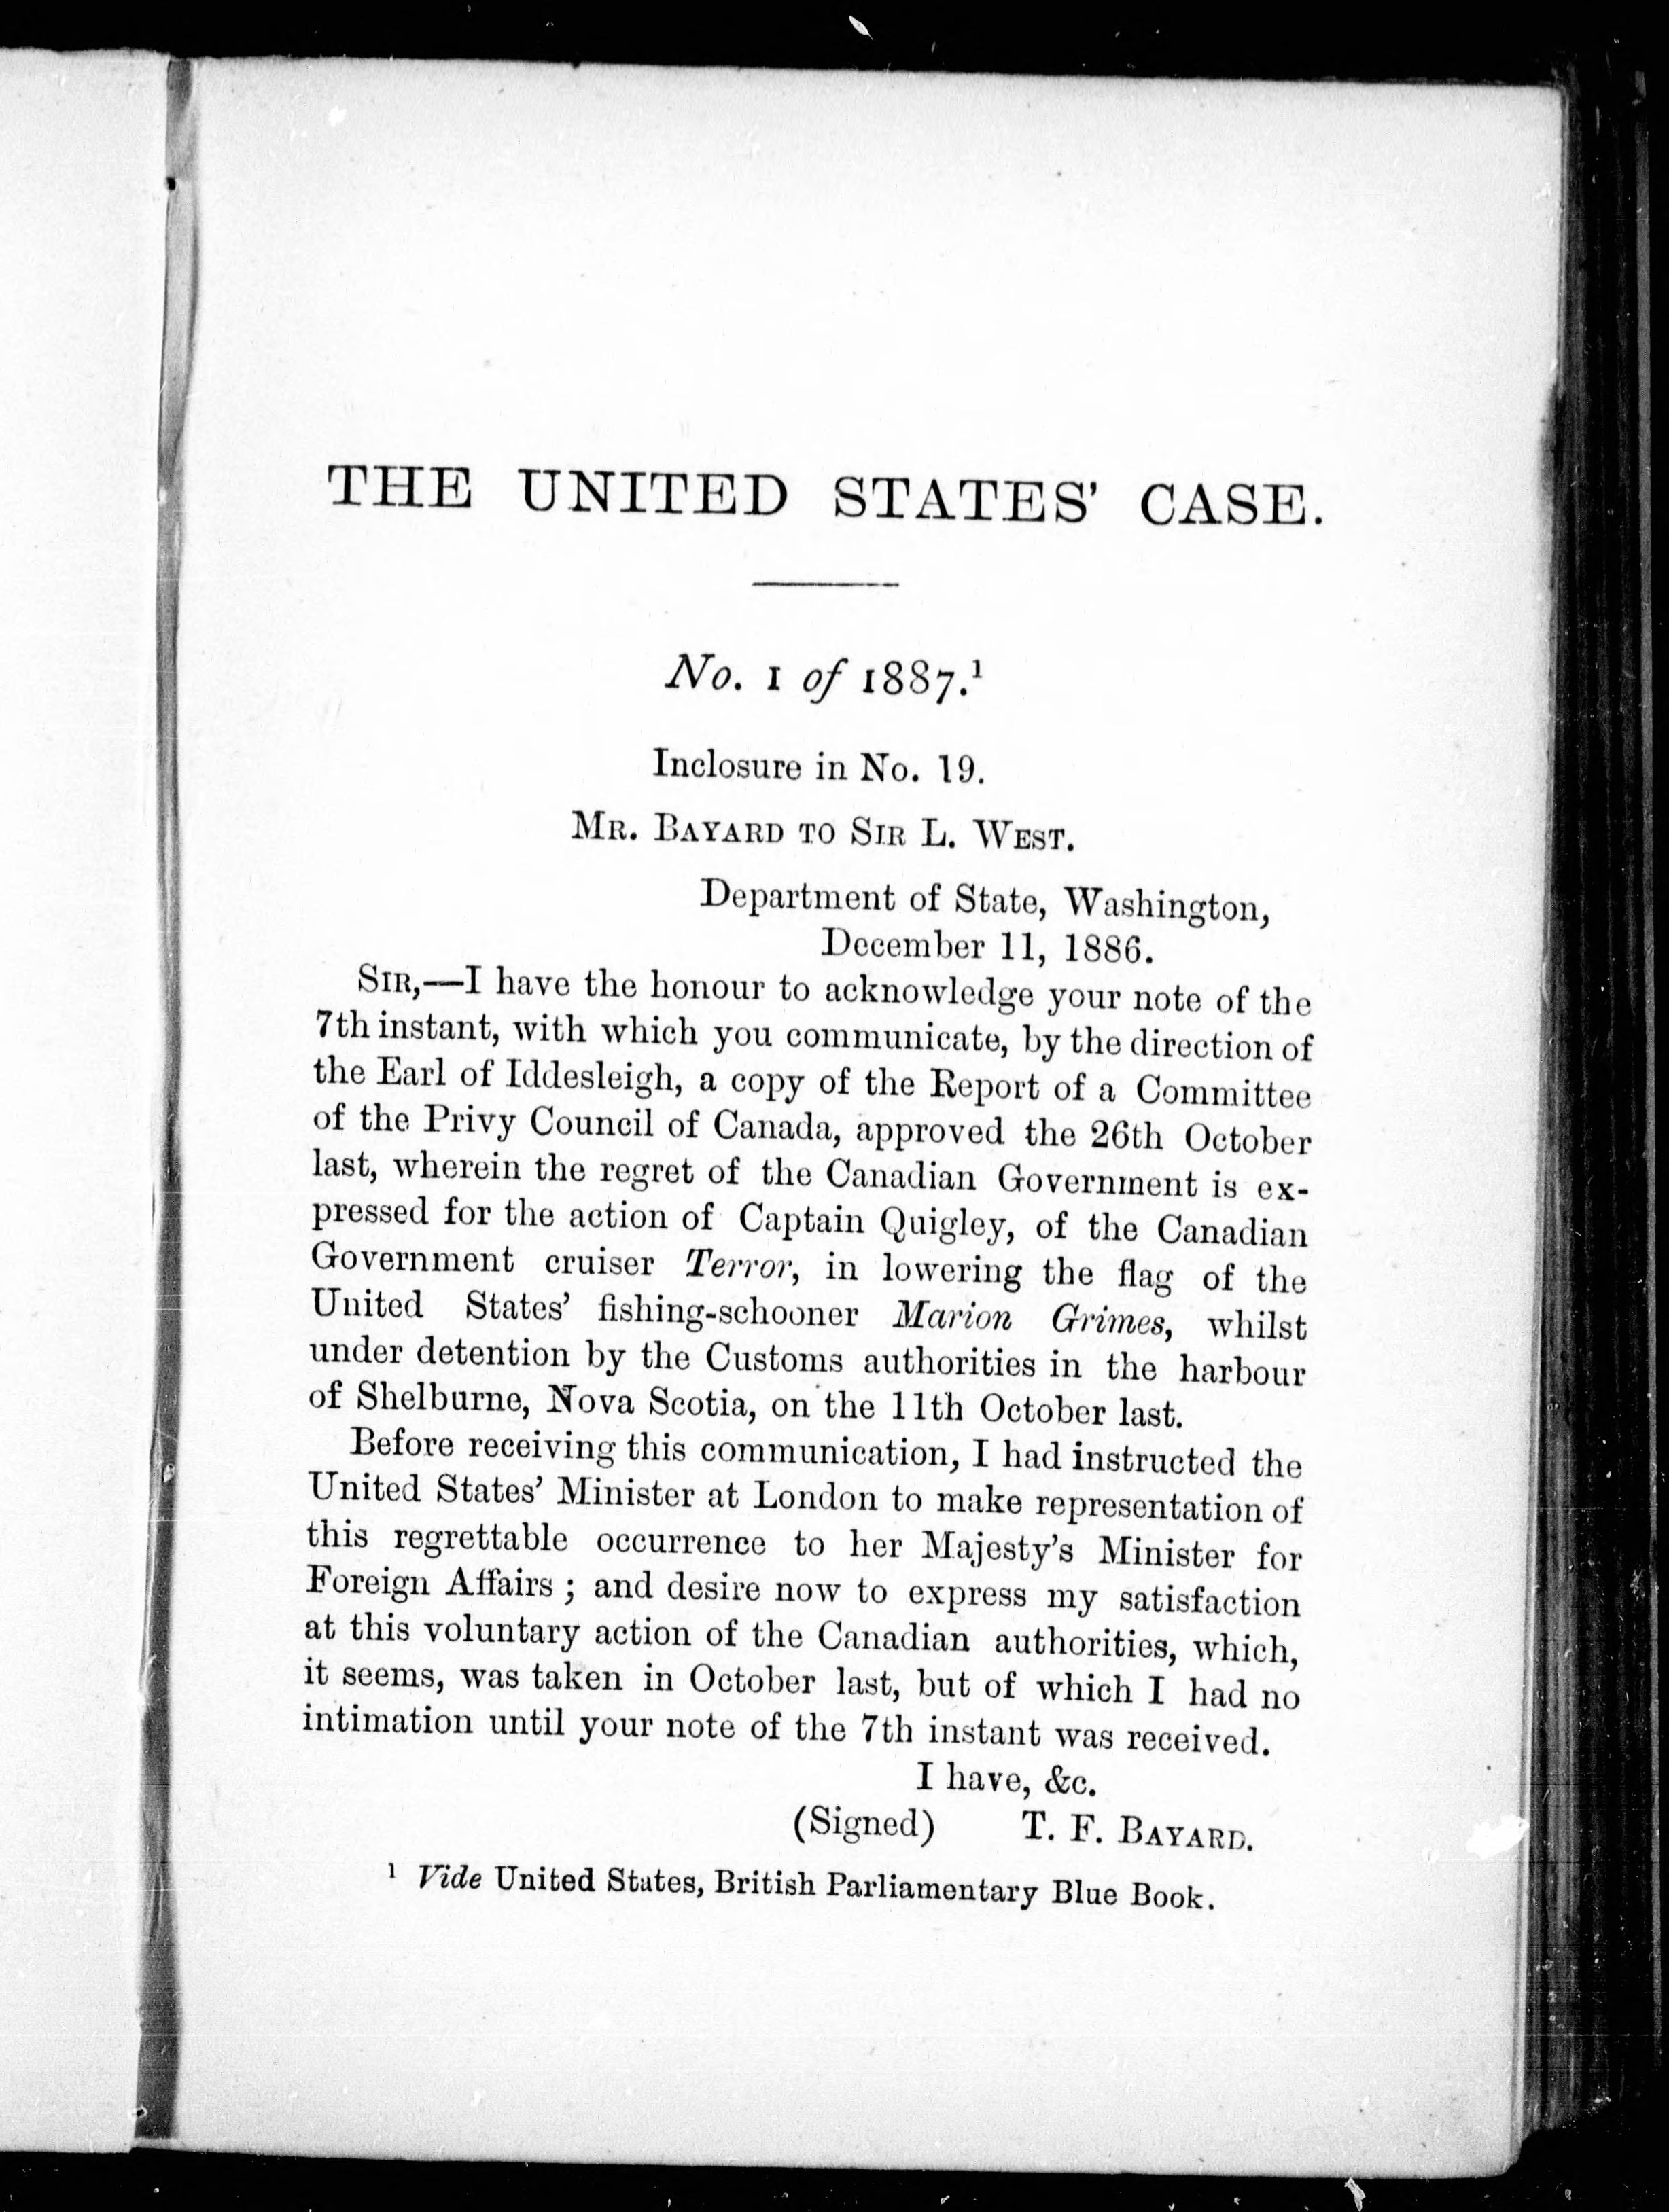 THE UNITED STATES' CASE.
No. 1 of 1887.¹
Inclosure in No. 19.
MR. BAYARD TO SIR L. WEST.
Department of State, Washington,
December 11, 1886.
SIR,—I have the honour to acknowledge your note of the
7th instant, with which you communicate, by the direction of
the Earl of Iddesleigh, a copy of the Report of a Committee
of the Privy Council of Canada, approved the 26th October
last, wherein the regret of the Canadian Government is ex-
pressed for the action of Captain Quigley, of the Canadian
Government cruiser Terror, in lowering the flag of the
United States' fishing-schooner Marion Grimes, whilst
under detention by the Customs authorities in the harbour
of Shelburne, Nova Scotia, on the 11th October last.
Before receiving this communication, I had instructed the
United States' Minister at London to make representation of
this regrettable occurrence to her Majesty's Minister for
Foreign Affairs ; and desire now to express my satisfaction
at this voluntary action of the Canadian authorities, which,
it seems, was taken in October last, but of which I had no
intimation until your note of the 7th instant was received.
I have, &c.
(Signed) T. F. BAYARD.
¹ Vide United States, British Parliamentary Blue Book.